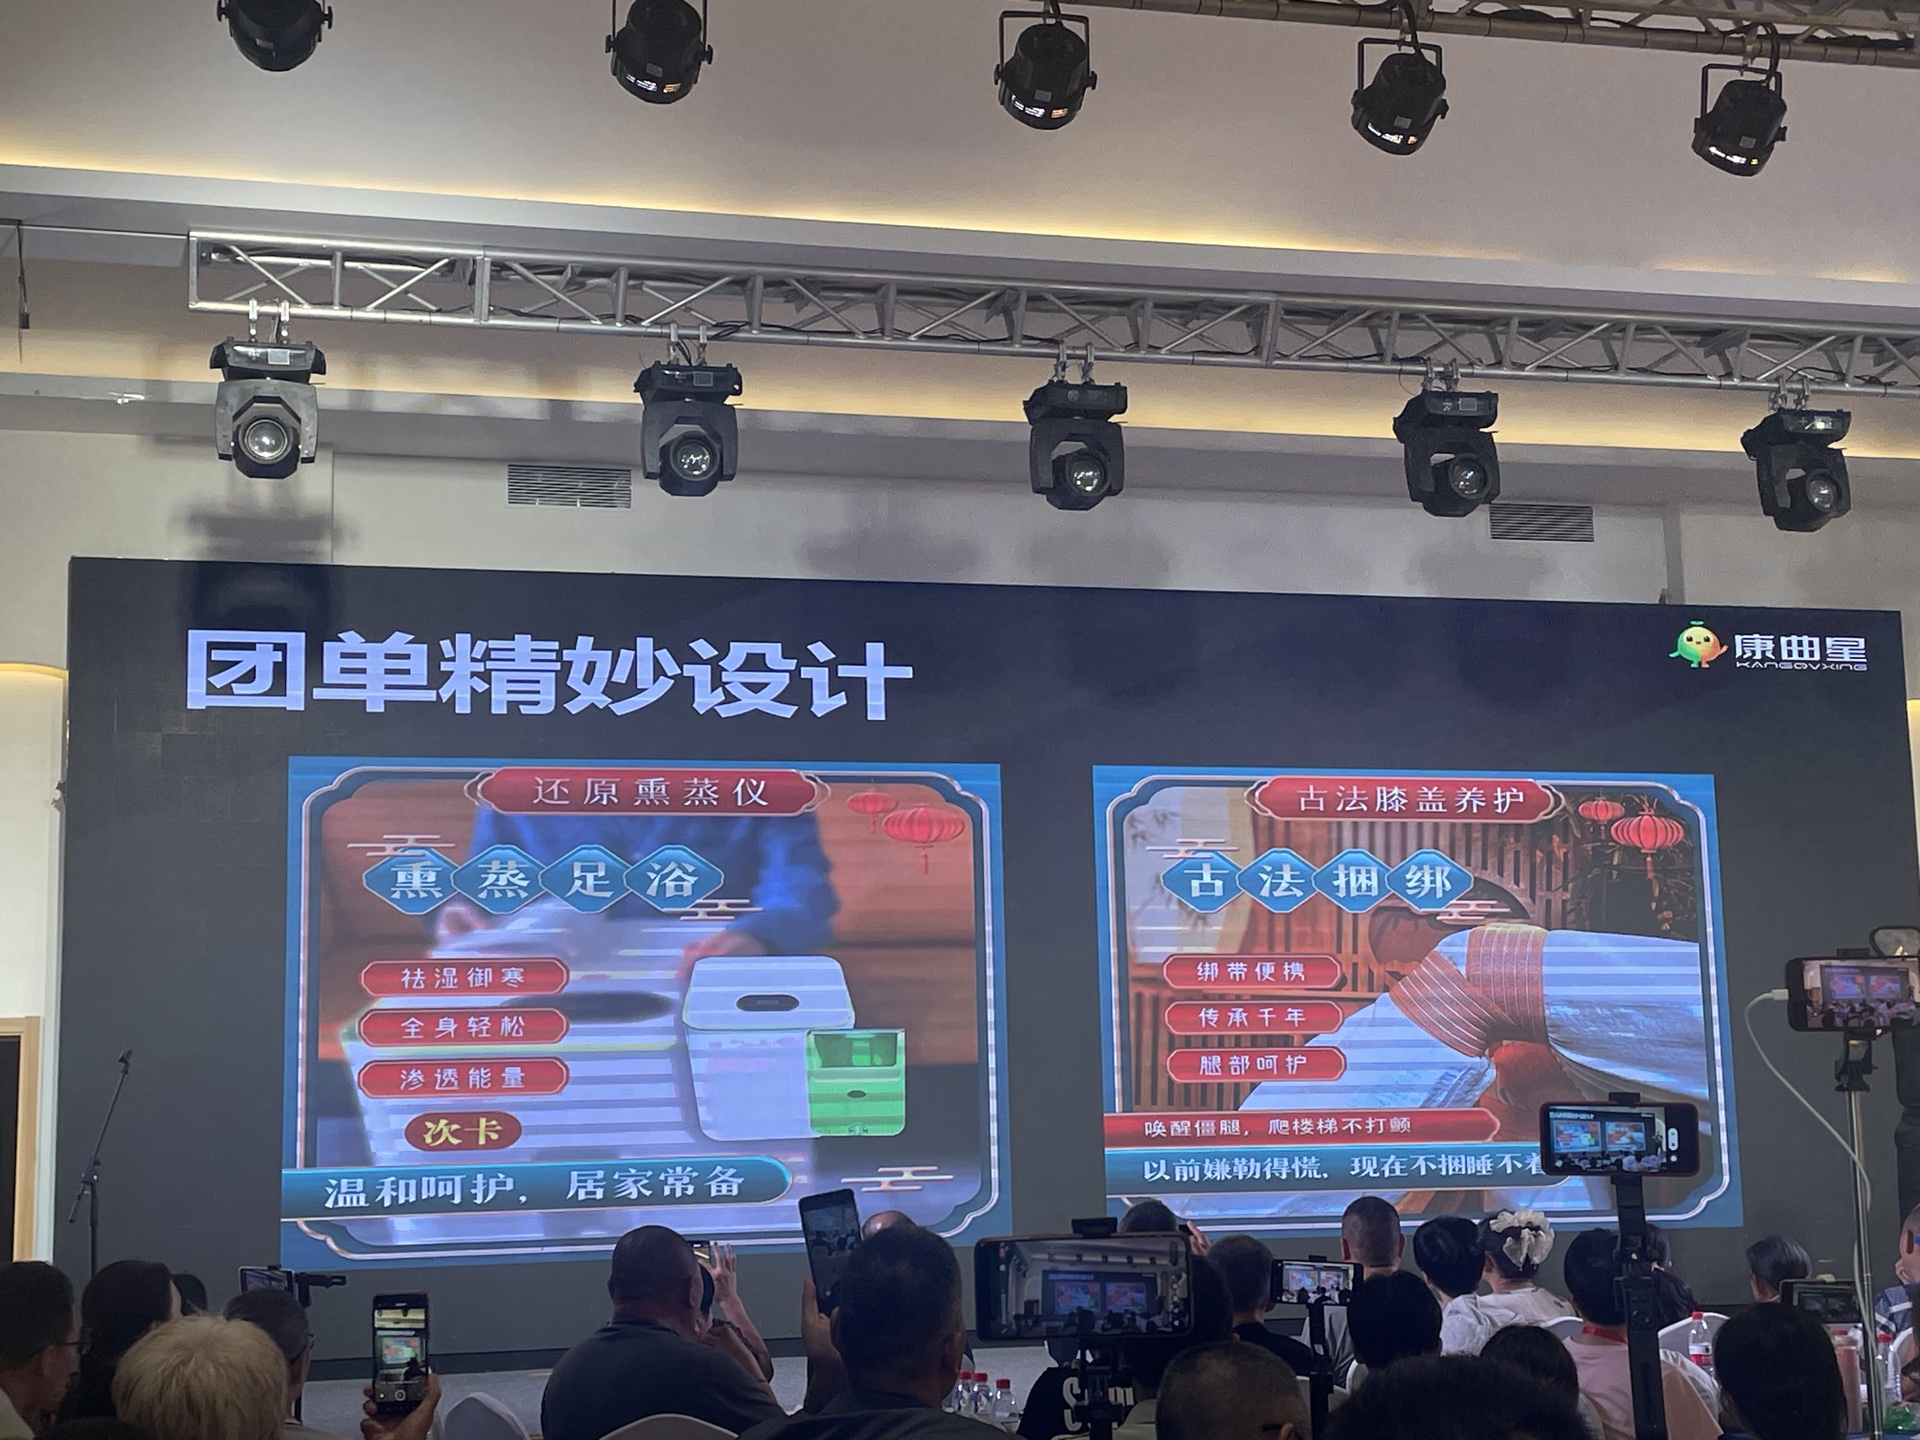 团单精妙设计
康曲星
KANGQVXING
还原熏蒸仪
熏蒸足浴
祛湿御寒
全身轻松
渗透能量
次卡
温和呵护，居家常备
古法膝盖养护
古法捆绑
绑带便携
传承千年
腿部呵护
唤醒僵腿，爬楼梯不打颤
以前嫌勒得慌，现在不捆睡不着